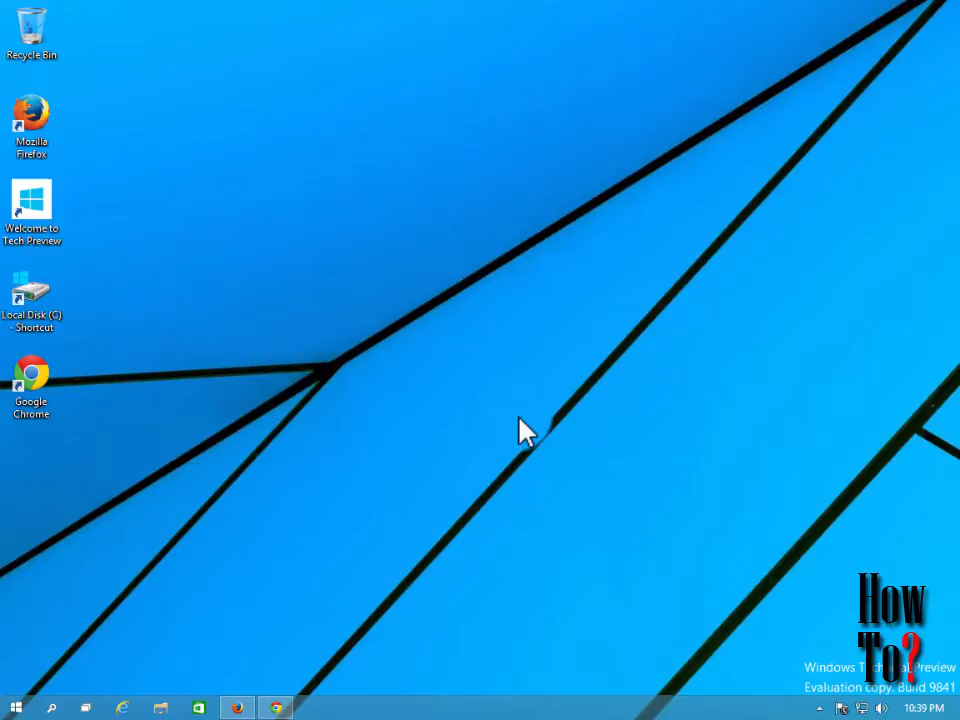 Recycle Bin
Mozilla
Firefox
Welcome to
Tech Preview
Local Disk (C)
- Shortcut
Google
Chrome
How
To?
Windows Technical Preview
Evaluation copy. Build 9841
10:39 PM